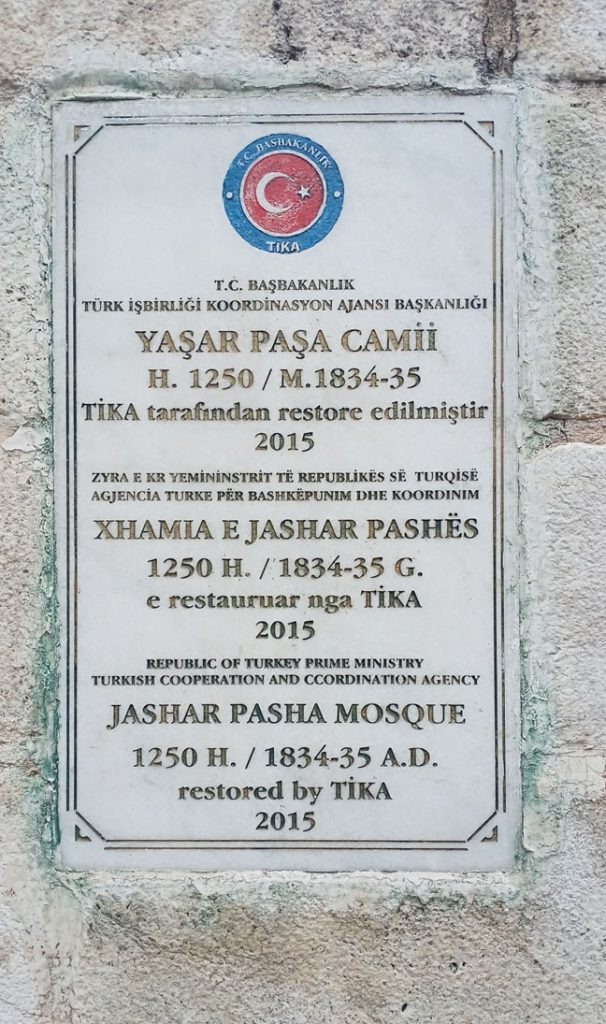 T.C. BAŞBAKANLIK
TİKA
T.C. BAŞBAKANLIK
TÜRK İŞBİRLİĞİ KOORDİNASYON AJANSI BAŞKANLIĞI
YAŞAR PAŞA CAMİİ
H. 1250 / M.1834-35
TİKA tarafından restore edilmiştir
2015
ZYRA E KR YEMININSTRIT TË REPUBLIKËS SË TURQISË
AGJENCIA TURKE PËR BASHKËPUNIM DHE KOORDINIM
XHAMIA E JASHAR PASHËS
1250 H. / 1834-35 G.
e restauruar nga TİKA
2015
REPUBLIC OF TURKEY PRIME MINISTRY
TURKISH COOPERATION AND CCORDINATION AGENCY
JASHAR PASHA MOSQUE
1250 H. / 1834-35 A.D.
restored by TİKA
2015